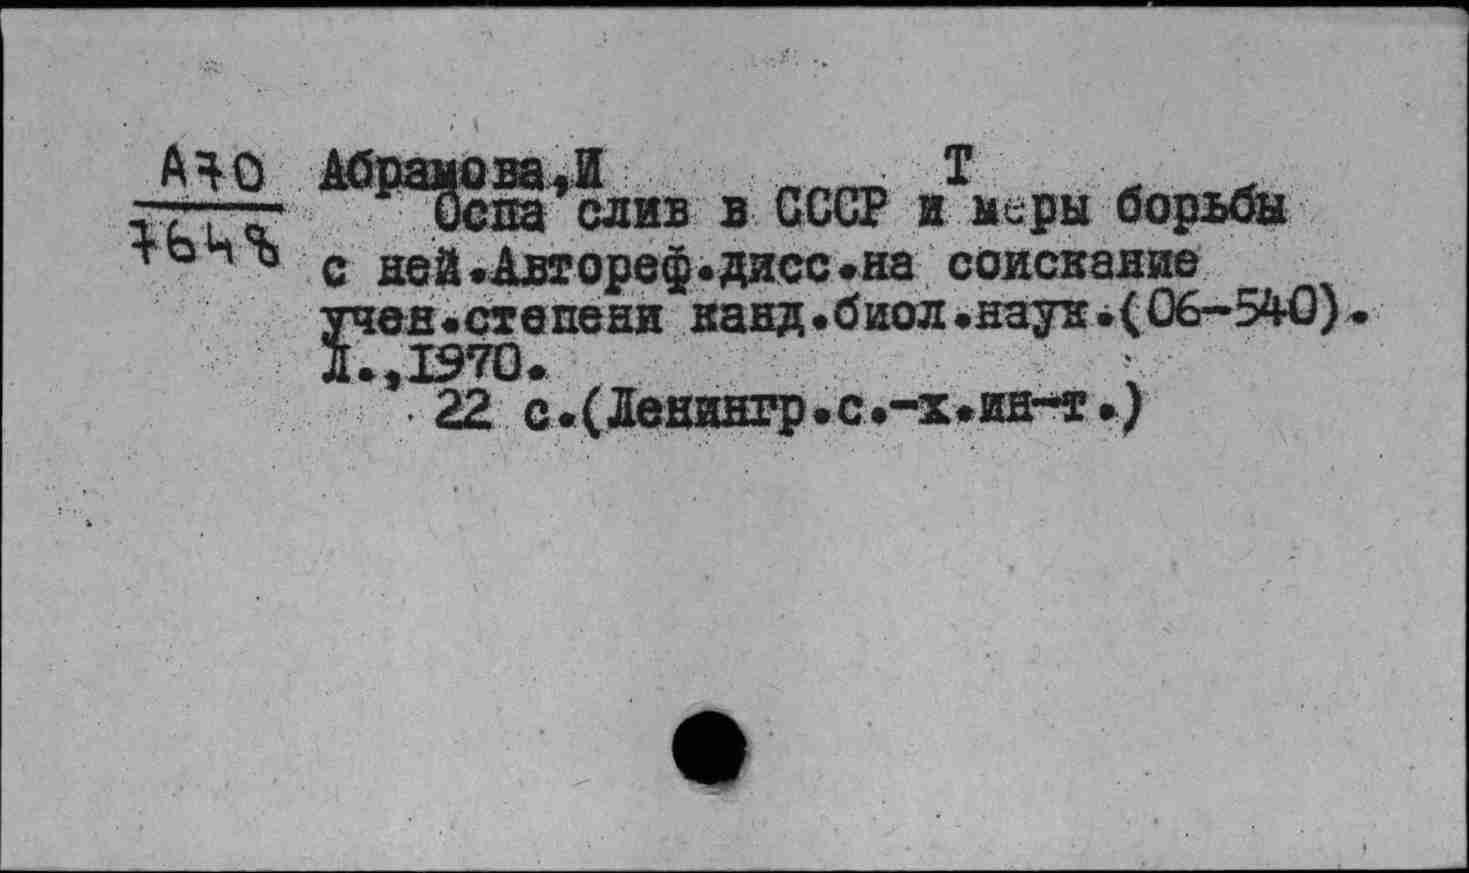 А70 Абрамова,И Т
7648 Оспа слив в СССР и меры борьбы
с ней.Автореф.дисс.на соискание
учен.степени канд.биол.наук.(06-540).
Л.,1970.
22 с.(Ленингр.с.-х.ин-т.)